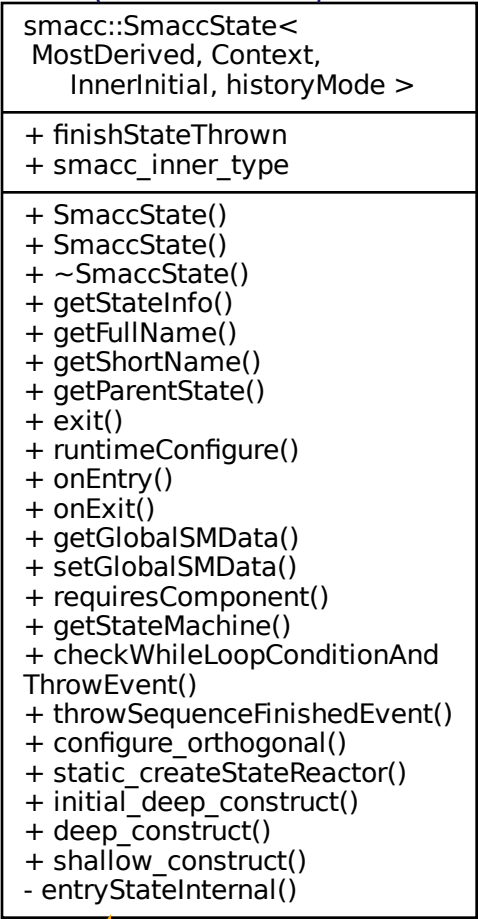 smacc::SmaccState<
MostDerived, Context,
InnerInitial, historyMode >
+ finishStateThrown
+ smacc_inner_type
+ SmaccState()
+ SmaccState()
+ ~SmaccState()
+ getStateInfo()
+ getFullName()
+ getShortName()
+ getParentState()
+ exit()
+ runtimeConfigure()
+ onEntry()
+ onExit()
+ getGlobalSMData()
+ setGlobalSMData()
+ requiresComponent()
+ getStateMachine()
+ checkWhileLoopConditionAnd
ThrowEvent()
+ throwSequenceFinishedEvent()
+ configure_orthogonal()
+ static_createStateReactor()
+ initial_deep_construct()
+ deep_construct()
+ shallow_construct()
- entryStateInternal()